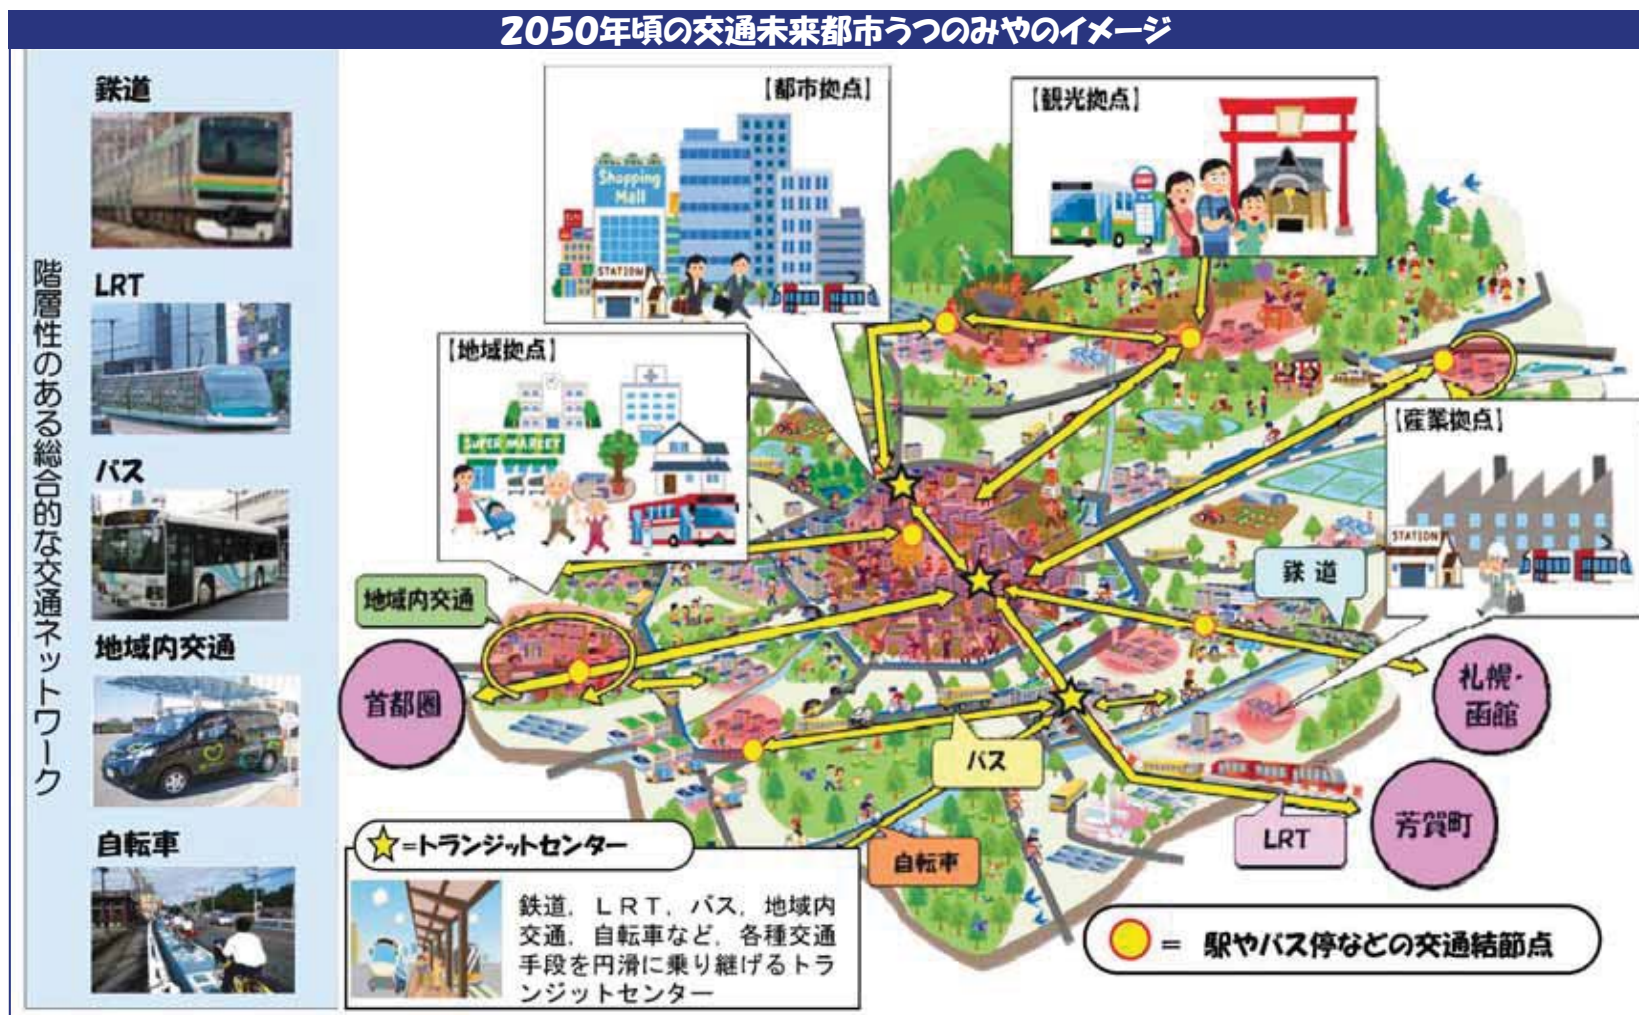 2050年頃の交通未来都市うつのみやのイメージ
階層性のある総合的な交通ネットワーク
鉄道
LRT
バス
地域内交通
自転車
【都市拠点】
Shopping
Mall
STATION
【観光拠点】
【地域拠点】
SUPER MARKET
【産業拠点】
STATION
地域内交通
鉄道
首都圏
札幌・
函館
バス
LRT
芳賀町
自転車
☆=トランジットセンター
鉄道，ＬＲＴ，バス，地域内
交通，自転車など，各種交通
手段を円滑に乗り継げるトラ
ンジットセンター
= 駅やバス停などの交通結節点